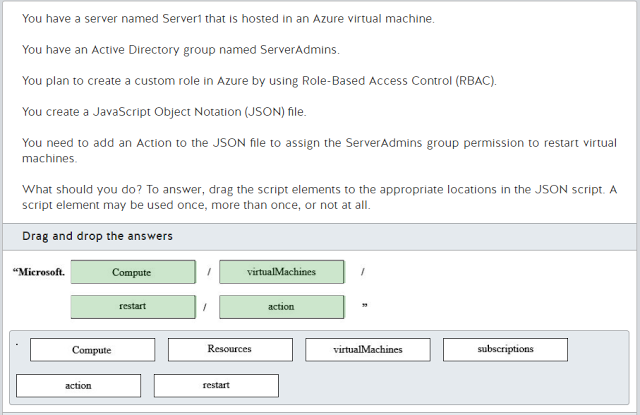 You have a server named Server1 that is hosted in an Azure virtual machine.
You have an Active Directory group named ServerAdmins.
You plan to create a custom role in Azure by using Role-Based Access Control (RBAC).
You create a JavaScript Object Notation (JSON) file.
You need to add an Action to the JSON file to assign the ServerAdmins group permission to restart virtual
machines.
What should you do? To answer, drag the script elements to the appropriate locations in the JSON script. A
script element may be used once, more than once, or not at all.
Drag and drop the answers
“Microsoft. Compute / virtualMachines /
restart / action ”
Compute Resources virtualMachines subscriptions
action restart